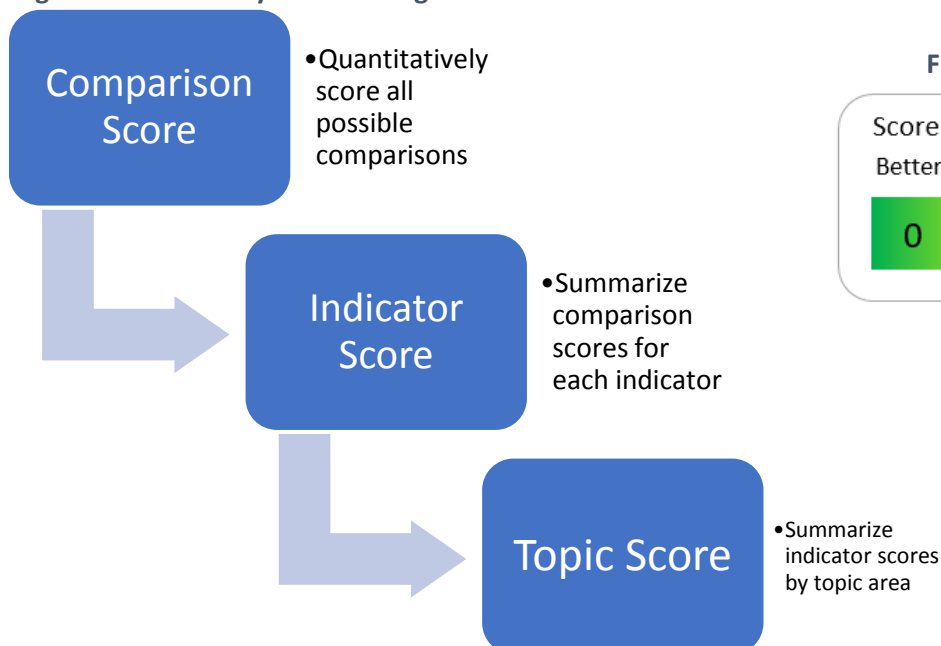 Comparison
Score
•Quantitatively
score all
possible
comparisons
F
Score
Better
0
Indicator
Score
•Summarize
comparison
scores for
each indicator
Topic Score
•Summarize
indicator scores
by topic area